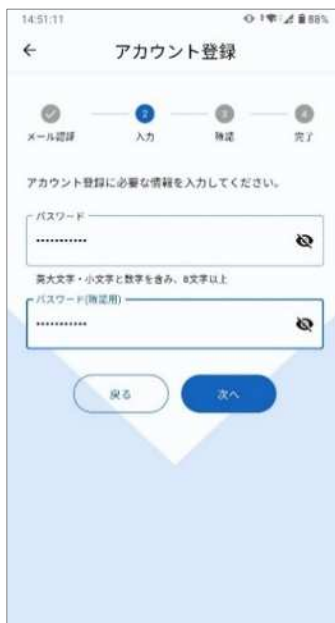 14:51:11 88%
アカウント登録
2 3 4
メール認証 入力 確認 完了
アカウント登録に必要な情報を入力してください。
パスワード
•••••••••••
英大文字・小文字と数字を含み、8文字以上
パスワード(確認用)
•••••••••••
戻る 次へ